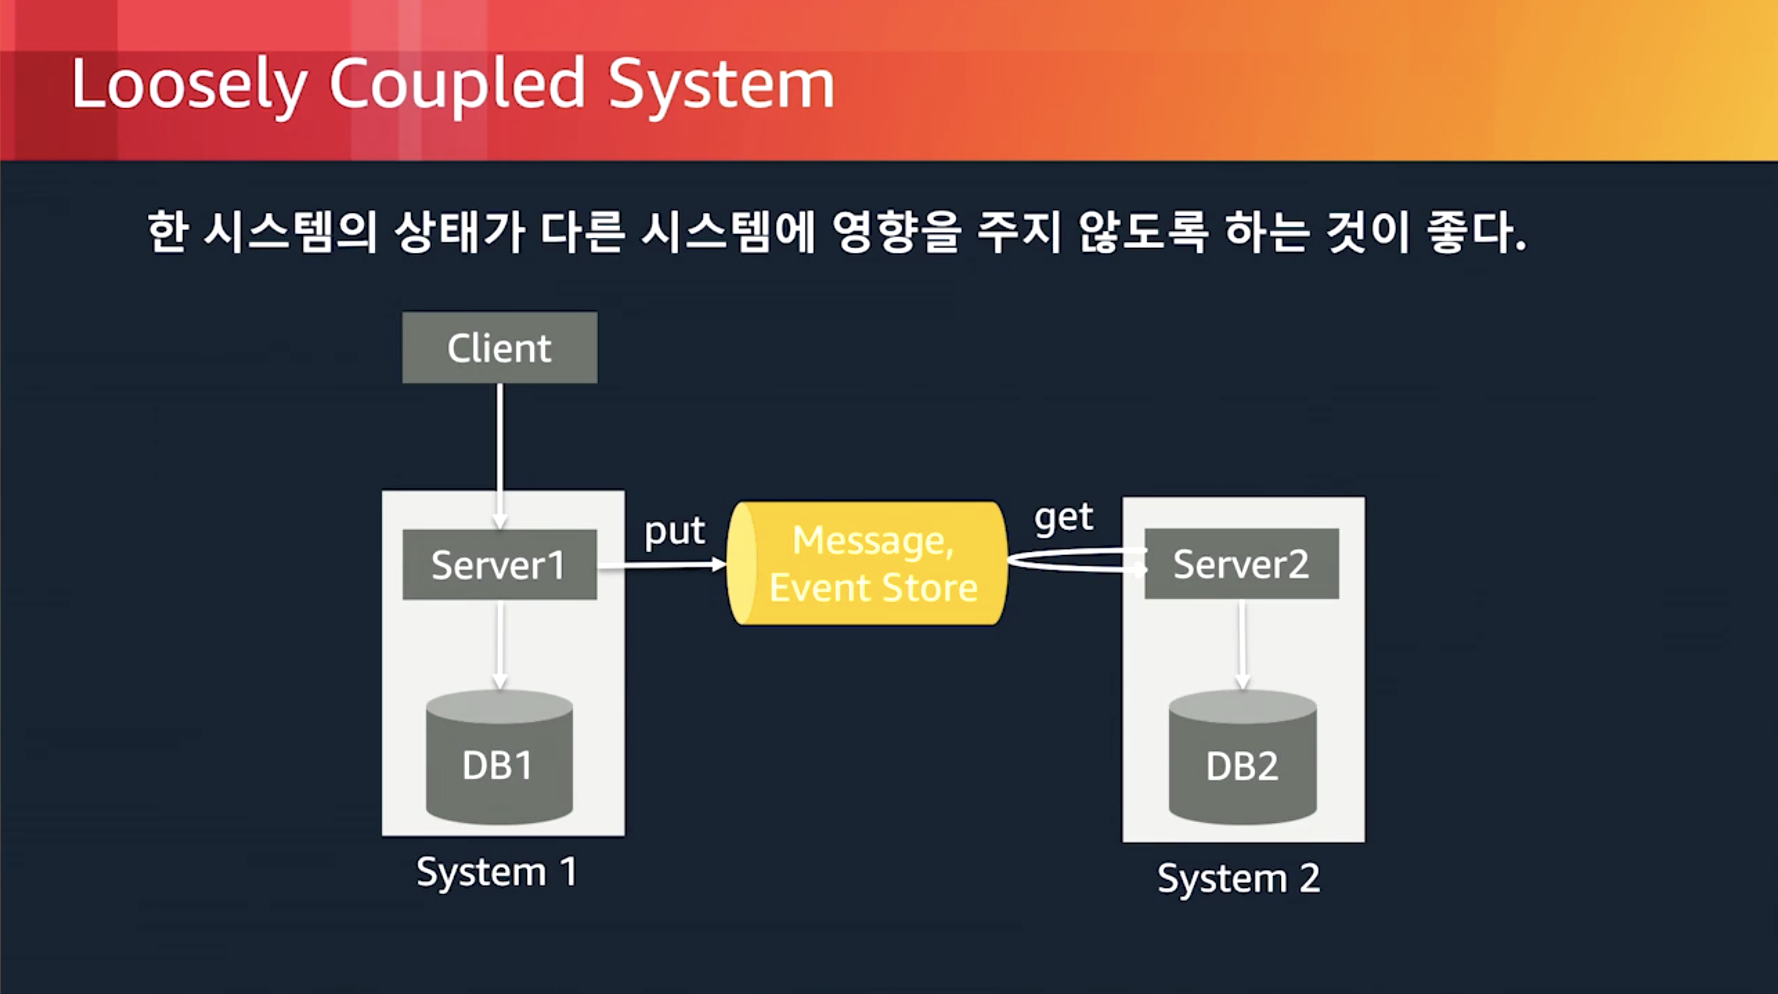 Loosely Coupled System
한 시스템의 상태가 다른 시스템에 영향을 주지 않도록 하는 것이 좋다.
Client
Server1
put
Message,
Event Store
get
Server2
DB1
DB2
System 1
System 2